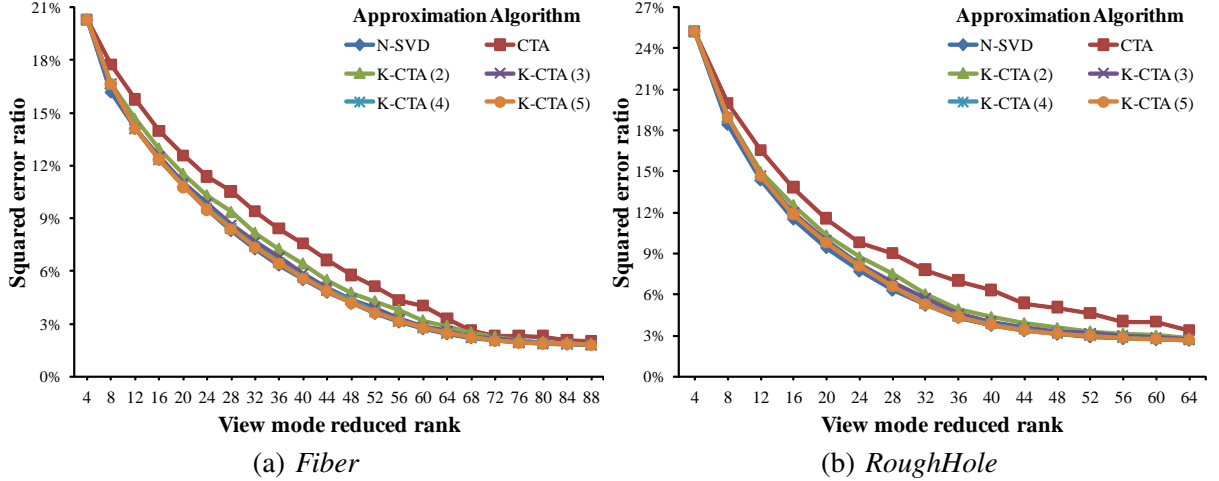 Approximation Algorithm
N-SVD CTA
K-CTA (2) K-CTA (3)
K-CTA (4) K-CTA (5)
21%
18%
15%
12%
9%
6%
3%
0%
Squared error ratio
4 8 12 16 20 24 28 32 36 40 44 48 52 56 60 64 68 72 76 80 84 88
View mode reduced rank
(a) Fiber
Approximation Algorithm
N-SVD CTA
K-CTA (2) K-CTA (3)
K-CTA (4) K-CTA (5)
27%
24%
21%
18%
15%
12%
9%
6%
3%
0%
Squared error ratio
4 8 12 16 20 24 28 32 36 40 44 48 52 56 60 64
View mode reduced rank
(b) RoughHole